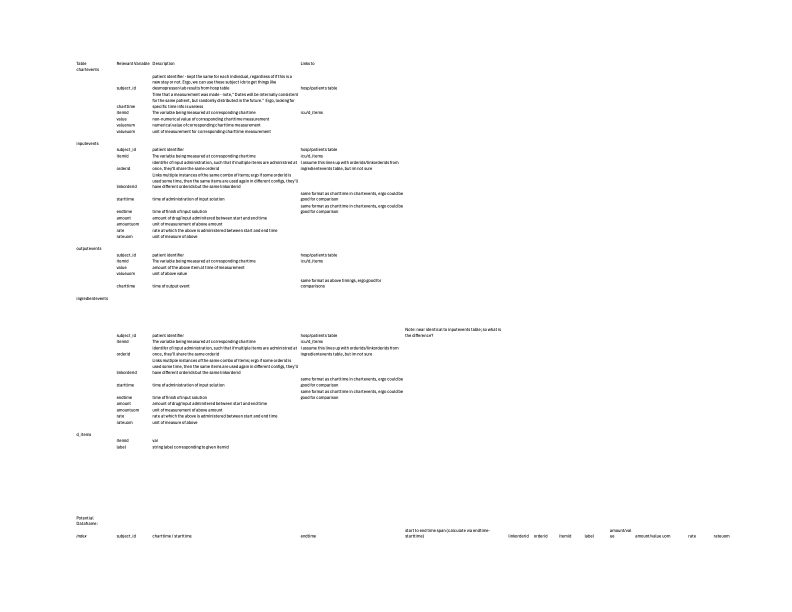 Table Relevant Variable Description Links to
chartevents
patient identifier - kept the same for each individual, regardless of if this is a
new stay or not. Ergo, we can use these subject ids to get things like
subject_id desmopression lab results from hosp table hosp/patients table
Time that a measurement was made - note, " Dates will be internally consistent
for the same patient, but randomly distributed in the future." Ergo, looking for
charttime specific time info is useless
itemid The variable being measured at corresponding charttime icu/d_items
value non-numerical value of corresponding charttime measurement
valuenum numerical value of corresponding charttime measurement
valueuom unit of measurement for corresponding charttime measurement
inputevents
subject_id patient identifier hosp/patients table
itemid The variable being measured at corresponding charttime icu/d_items
identifier of input administration, such that if multiple items are administered at I assume this lines up with orderids/linkorderids from
orderid once, they'll share the same orderid ingredientevents table, but im not sure
Links multiple instances of the same combo of items; ergo if some orderid is
used some time, then the same items are used again in different configs, they'll
linkorderid have different orderids but the same linkorderid
same format as charttime in chartevents, ergo could be
starttime time of administration of input solution good for comparison
same format as charttime in chartevents, ergo could be
endtime time of finish of input solution good for comparison
amount amount of drug/input administered between start and endtime
amountuom unit of measurement of above amount
rate rate at which the above is administered between start and end time
rateuom unit of measure of above
outputevents
subject_id patient identifier hosp/patients table
itemid The variable being measured at corresponding charttime icu/d_items
value amount of the above item at time of measurement
valueuom unit of above value
same format as above timings, ergo good for
charttime time of output event comparisons
ingredientevents
Note: near identical to inputevents table; so what is
subject_id patient identifier hosp/patients table the difference?
itemid The variable being measured at corresponding charttime icu/d_items
identifier of input administration, such that if multiple items are administered at I assume this lines up with orderids/linkorderids from
orderid once, they'll share the same orderid ingredientevents table, but im not sure
Links multiple instances of the same combo of items; ergo if some orderid is
used some time, then the same items are used again in different configs, they'll
linkorderid have different orderids but the same linkorderid
same format as charttime in chartevents, ergo could be
starttime time of administration of input solution good for comparison
same format as charttime in chartevents, ergo could be
endtime time of finish of input solution good for comparison
amount amount of drug/input administered between start and endtime
amountuom unit of measurement of above amount
rate rate at which the above is administered between start and end time
rateuom unit of measure of above
d_items
itemid val
label string label corresponding to given itemid
Potential
Dataframe:
start to endtime span (calculate via endtime- amount/val
index subject_id charttime / starttime endtime starttime) linkorderid orderid itemid label ue amount/value uom rate rateuom